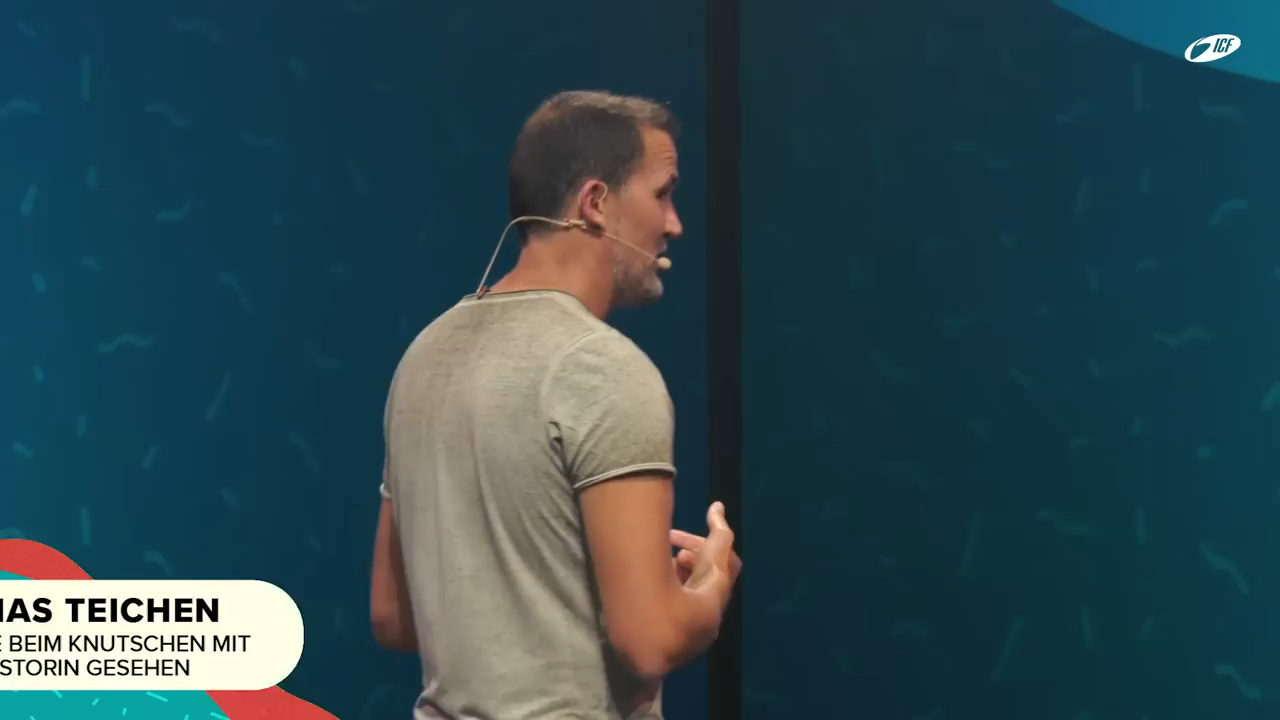 ICF
IAS TEICHEN
E BEIM KNUTSCHEN MIT
STORIN GESEHEN